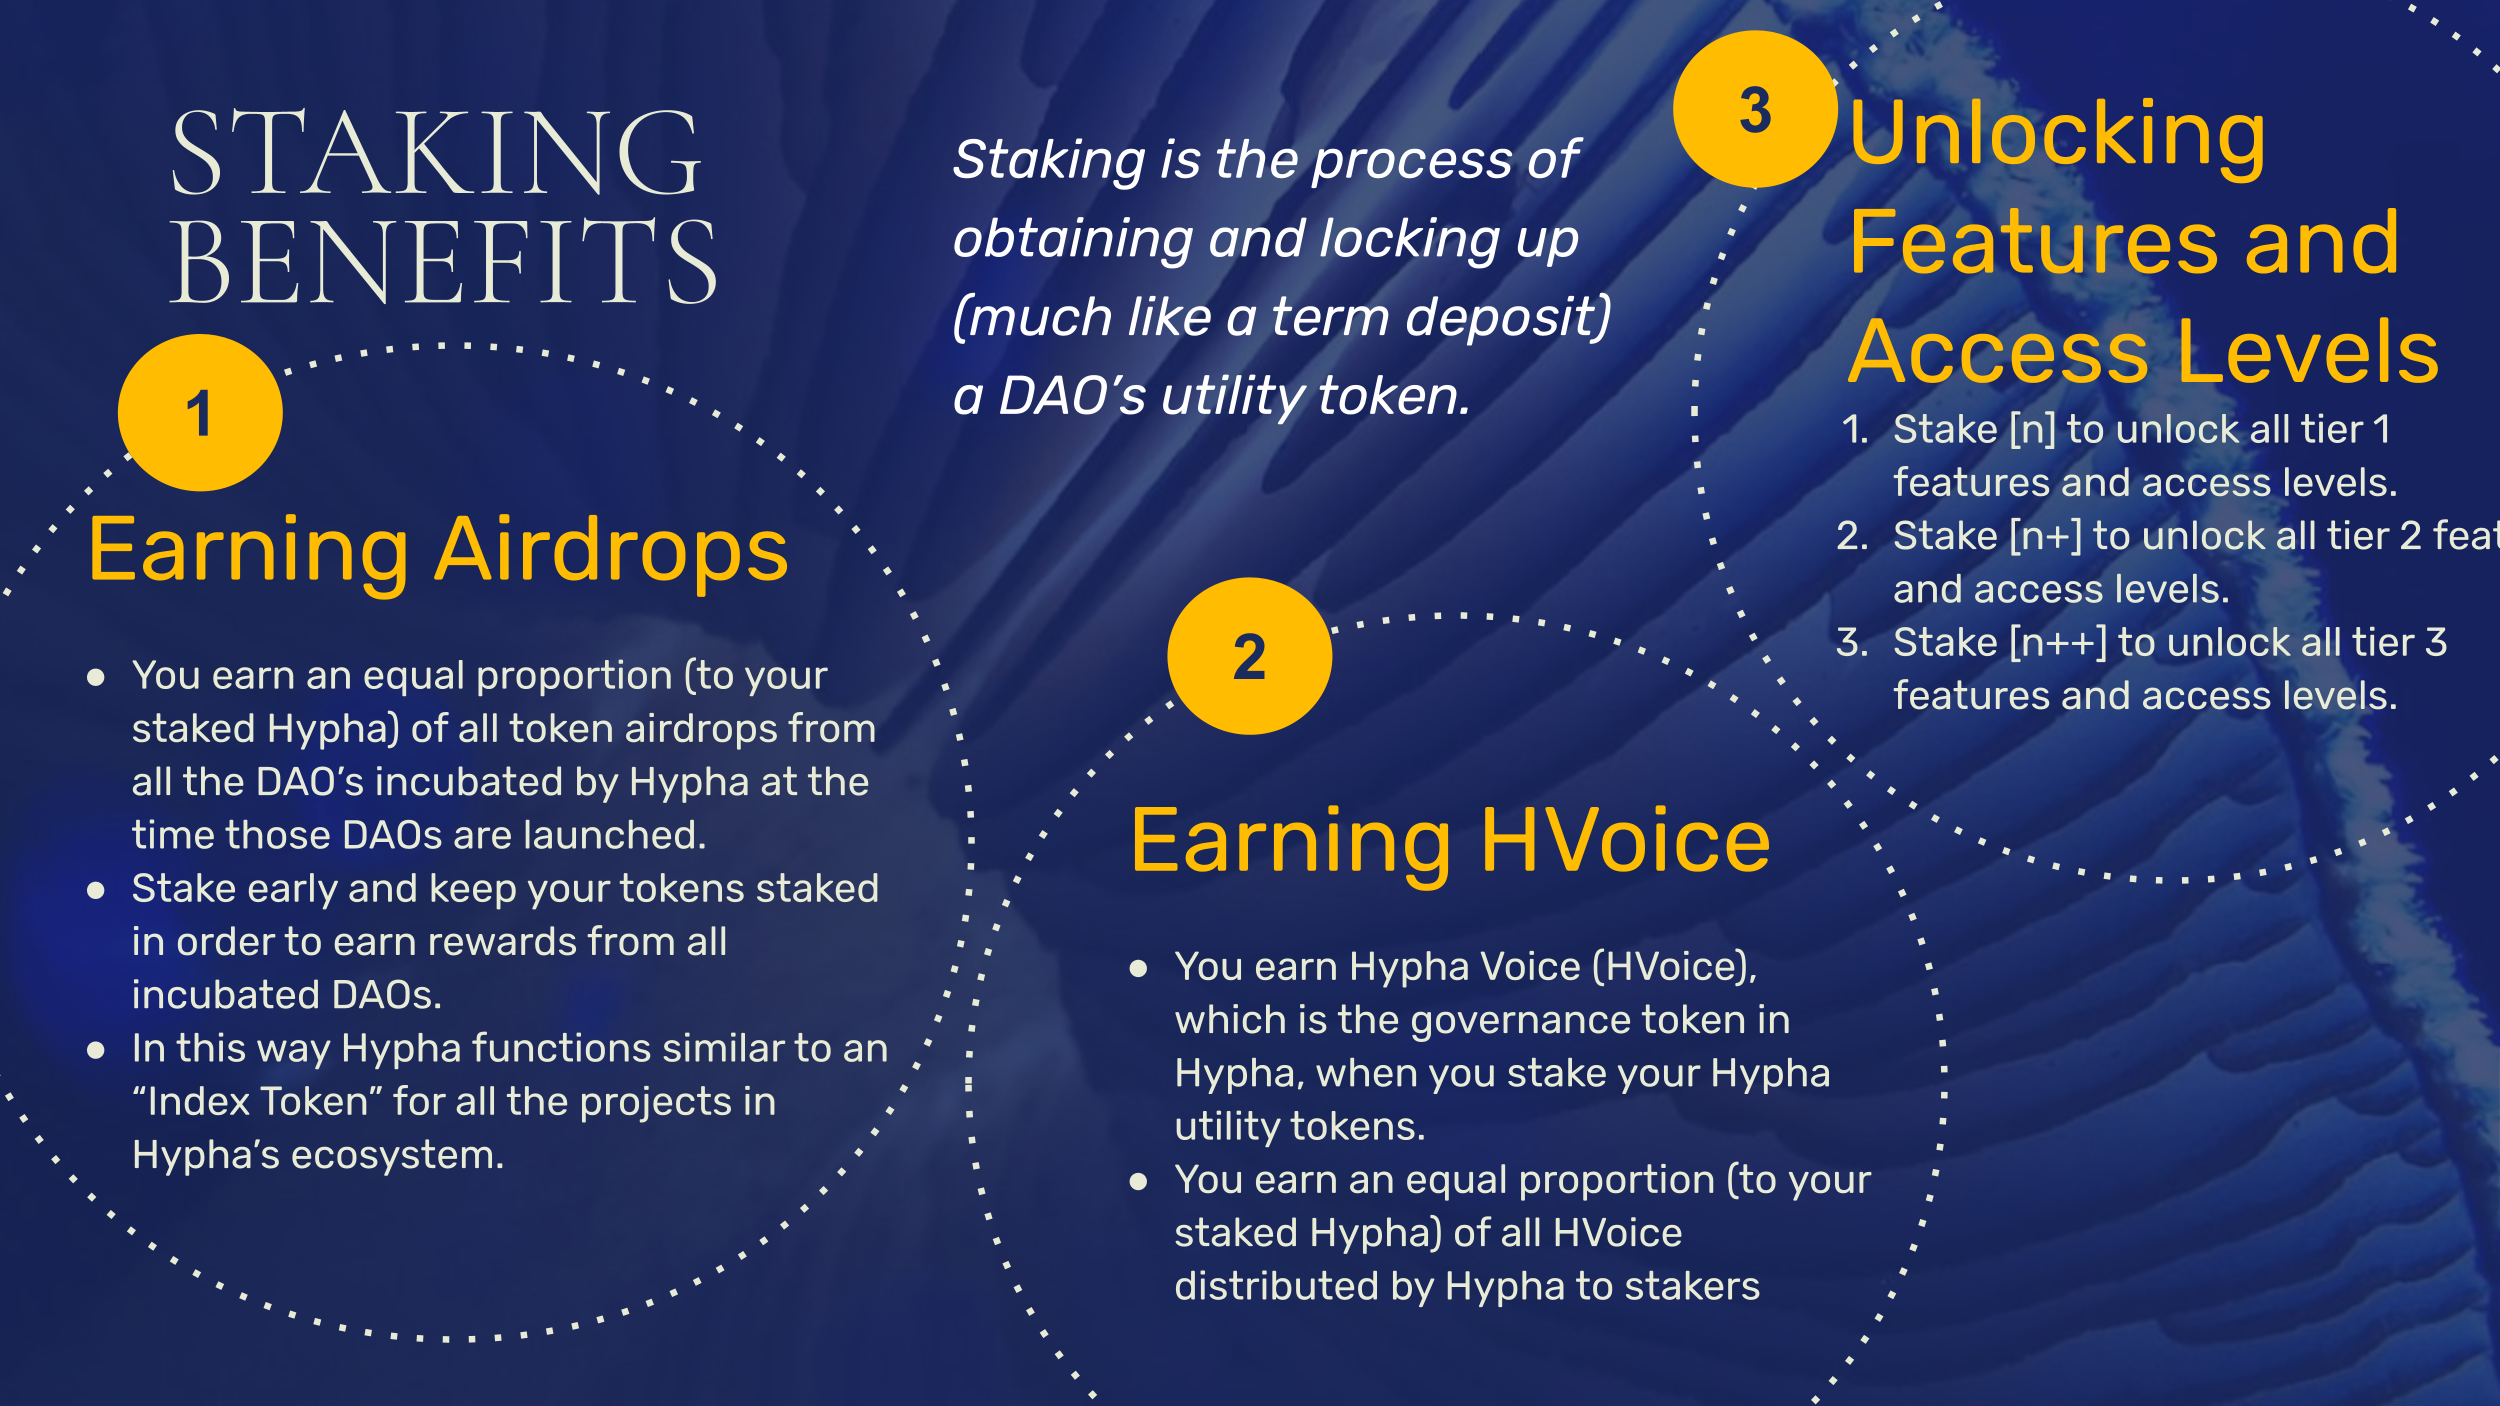 STAKING
BENEFITS
Staking is the process of
obtaining and locking up
(much like a term deposit)
a DAO’s utility token.
1
Earning Airdrops
● You earn an equal proportion (to your
staked Hypha) of all token airdrops from
all the DAO’s incubated by Hypha at the
time those DAOs are launched.
● Stake early and keep your tokens staked
in order to earn rewards from all
incubated DAOs.
● In this way Hypha functions similar to an
“Index Token” for all the projects in
Hypha’s ecosystem.
2
Earning HVoice
● You earn Hypha Voice (HVoice),
which is the governance token in
Hypha, when you stake your Hypha
utility tokens.
● You earn an equal proportion (to your
staked Hypha) of all HVoice
distributed by Hypha to stakers
3
Unlocking
Features and
Access Levels
1. Stake [n] to unlock all tier 1
features and access levels.
2. Stake [n+] to unlock all tier 2
and access levels.
3. Stake [n++] to unlock all tier 3
features and access levels.